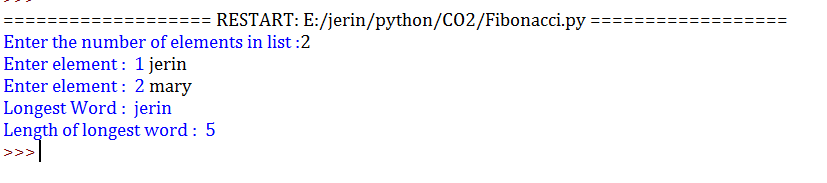 >>>
=================== RESTART: E:/jerin/python/CO2/Fibonacci.py ==================
Enter the number of elements in list :2
Enter element :  1 jerin
Enter element :  2 mary
Longest Word :  jerin
Length of longest word :  5
>>>